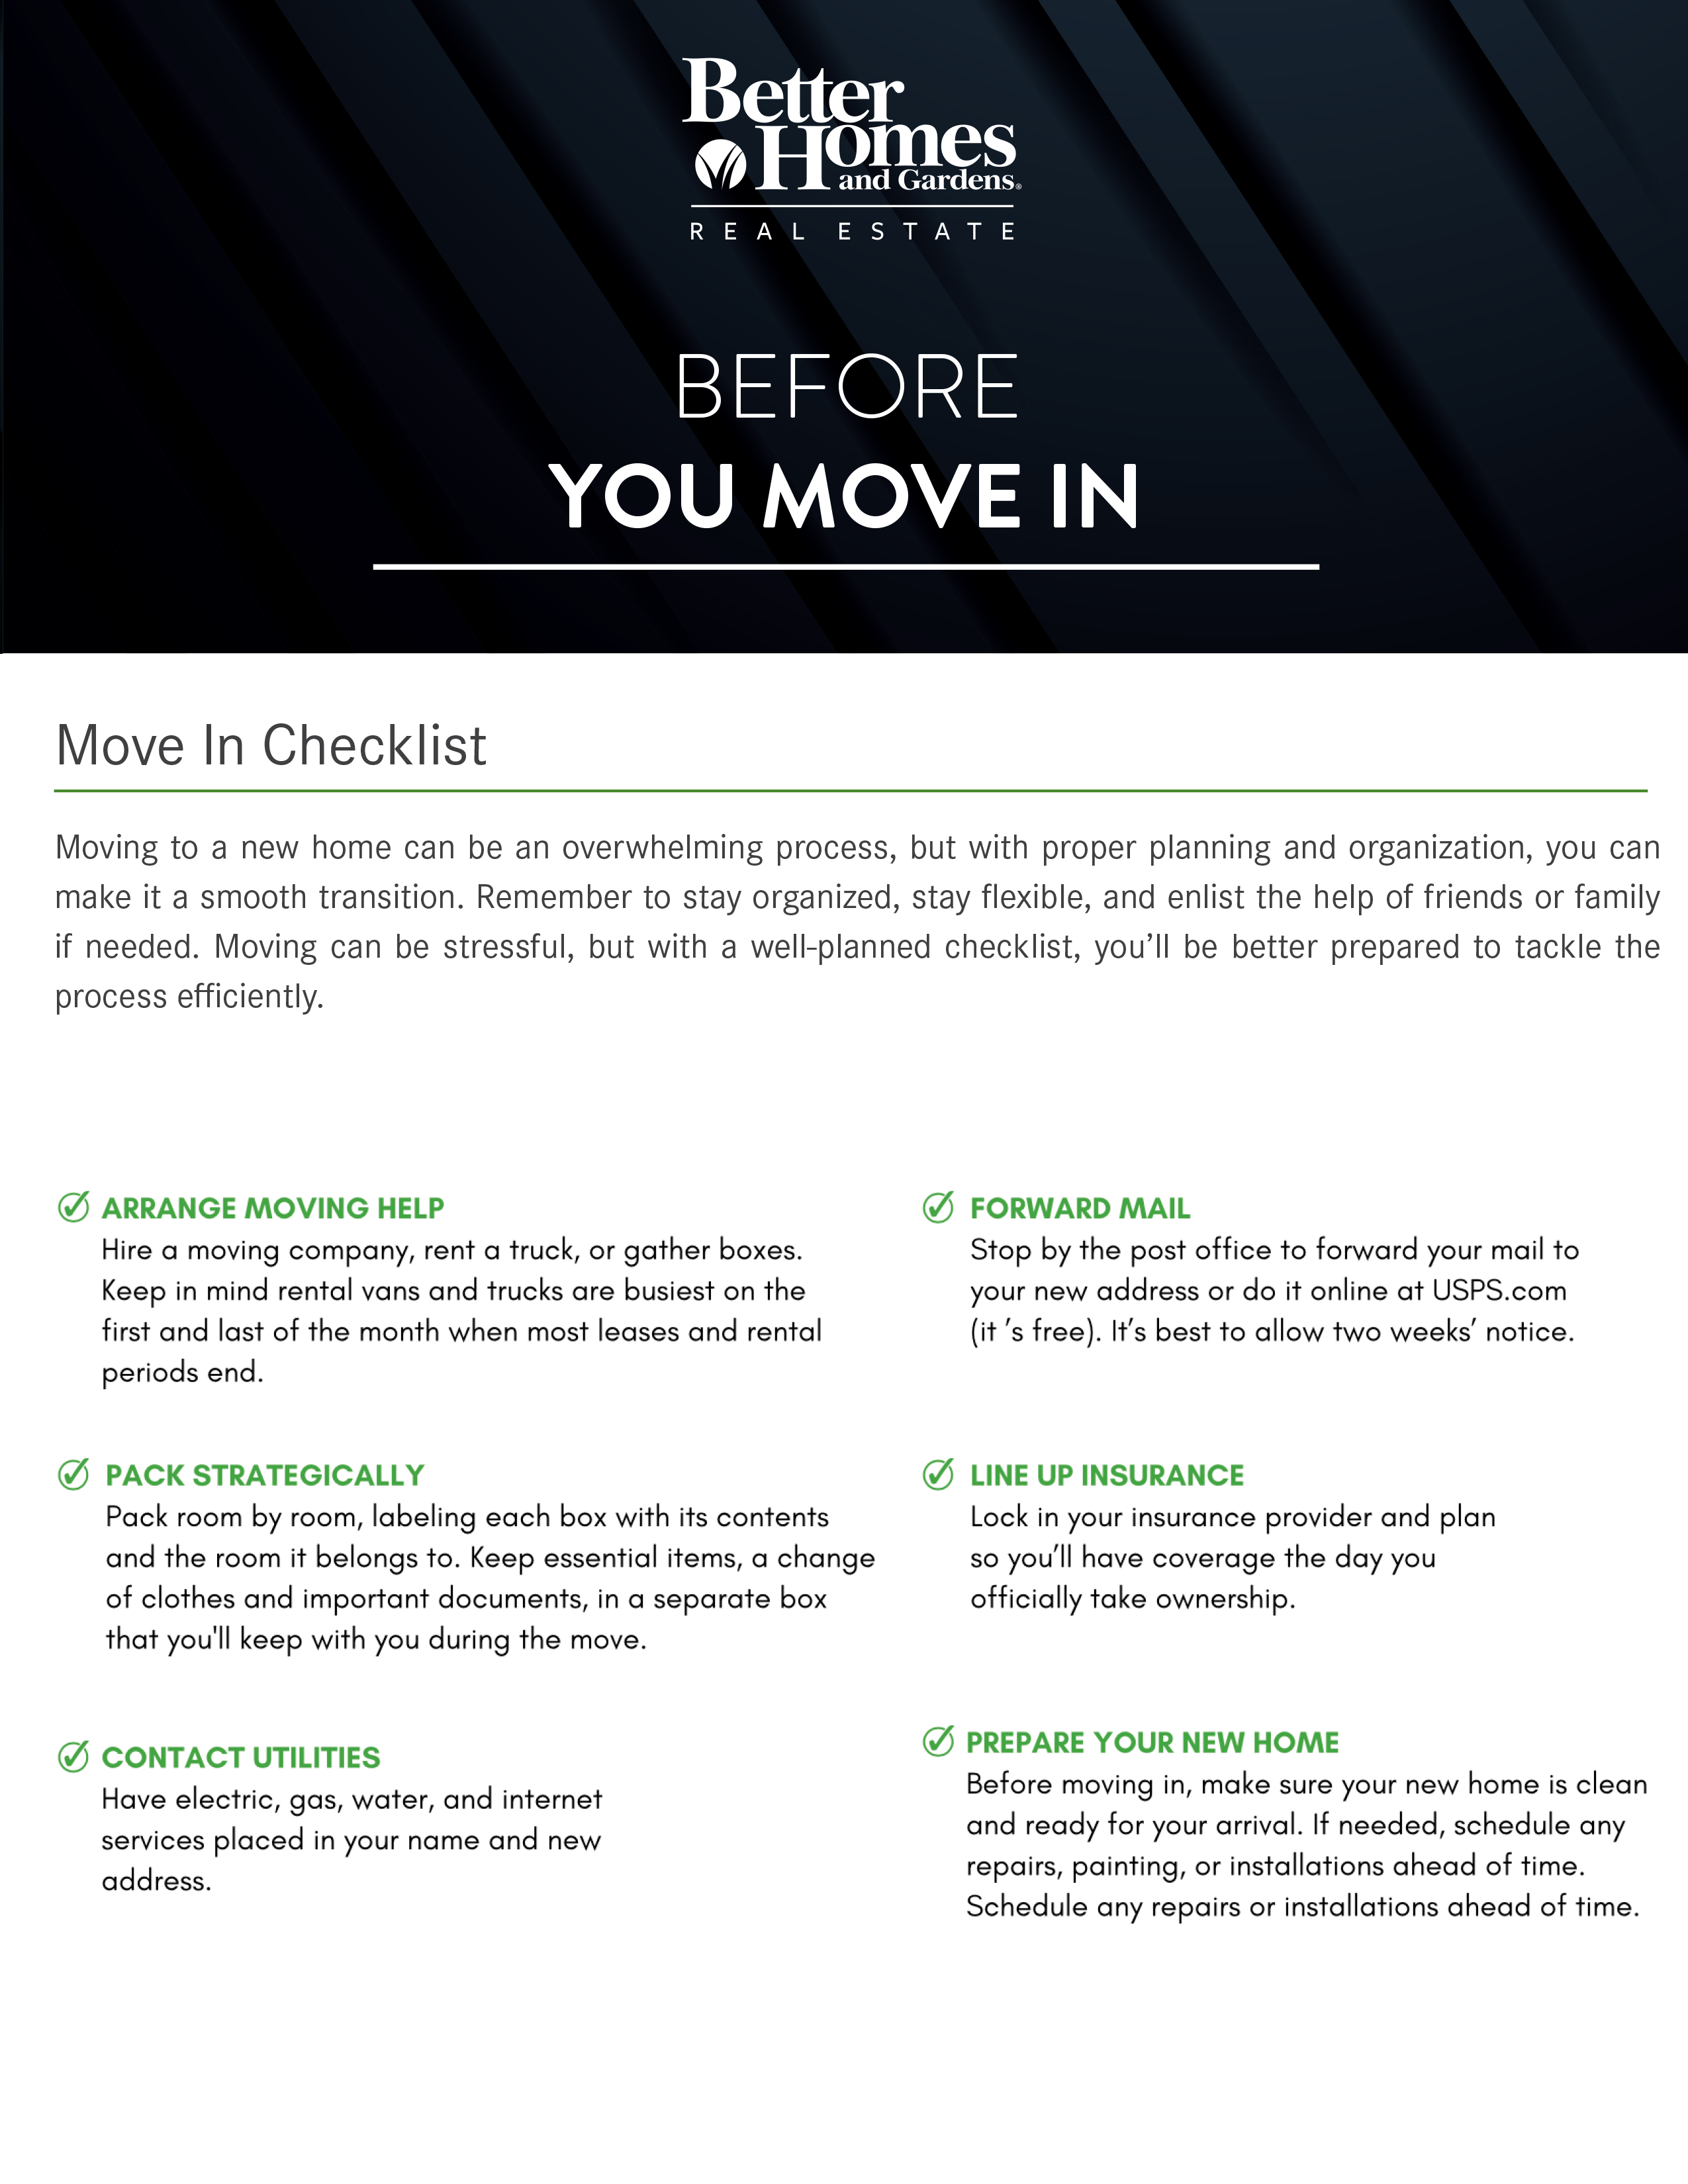 Better
Homes
and Gardens®
REAL ESTATE
BEFORE
YOU MOVE IN
Move In Checklist
Moving to a new home can be an overwhelming process, but with proper planning and organization, you can
make it a smooth transition. Remember to stay organized, stay flexible, and enlist the help of friends or family
if needed. Moving can be stressful, but with a well-planned checklist, you’ll be better prepared to tackle the
process efficiently.
ARRANGE MOVING HELP
Hire a moving company, rent a truck, or gather boxes.
Keep in mind rental vans and trucks are busiest on the
first and last of the month when most leases and rental
periods end.
PACK STRATEGICALLY
Pack room by room, labeling each box with its contents
and the room it belongs to. Keep essential items, a change
of clothes and important documents, in a separate box
that you'll keep with you during the move.
CONTACT UTILITIES
Have electric, gas, water, and internet
services placed in your name and new
address.
FORWARD MAIL
Stop by the post office to forward your mail to
your new address or do it online at USPS.com
(it ’s free). It’s best to allow two weeks’ notice.
LINE UP INSURANCE
Lock in your insurance provider and plan
so you’ll have coverage the day you
officially take ownership.
PREPARE YOUR NEW HOME
Before moving in, make sure your new home is clean
and ready for your arrival. If needed, schedule any
repairs, painting, or installations ahead of time.
Schedule any repairs or installations ahead of time.